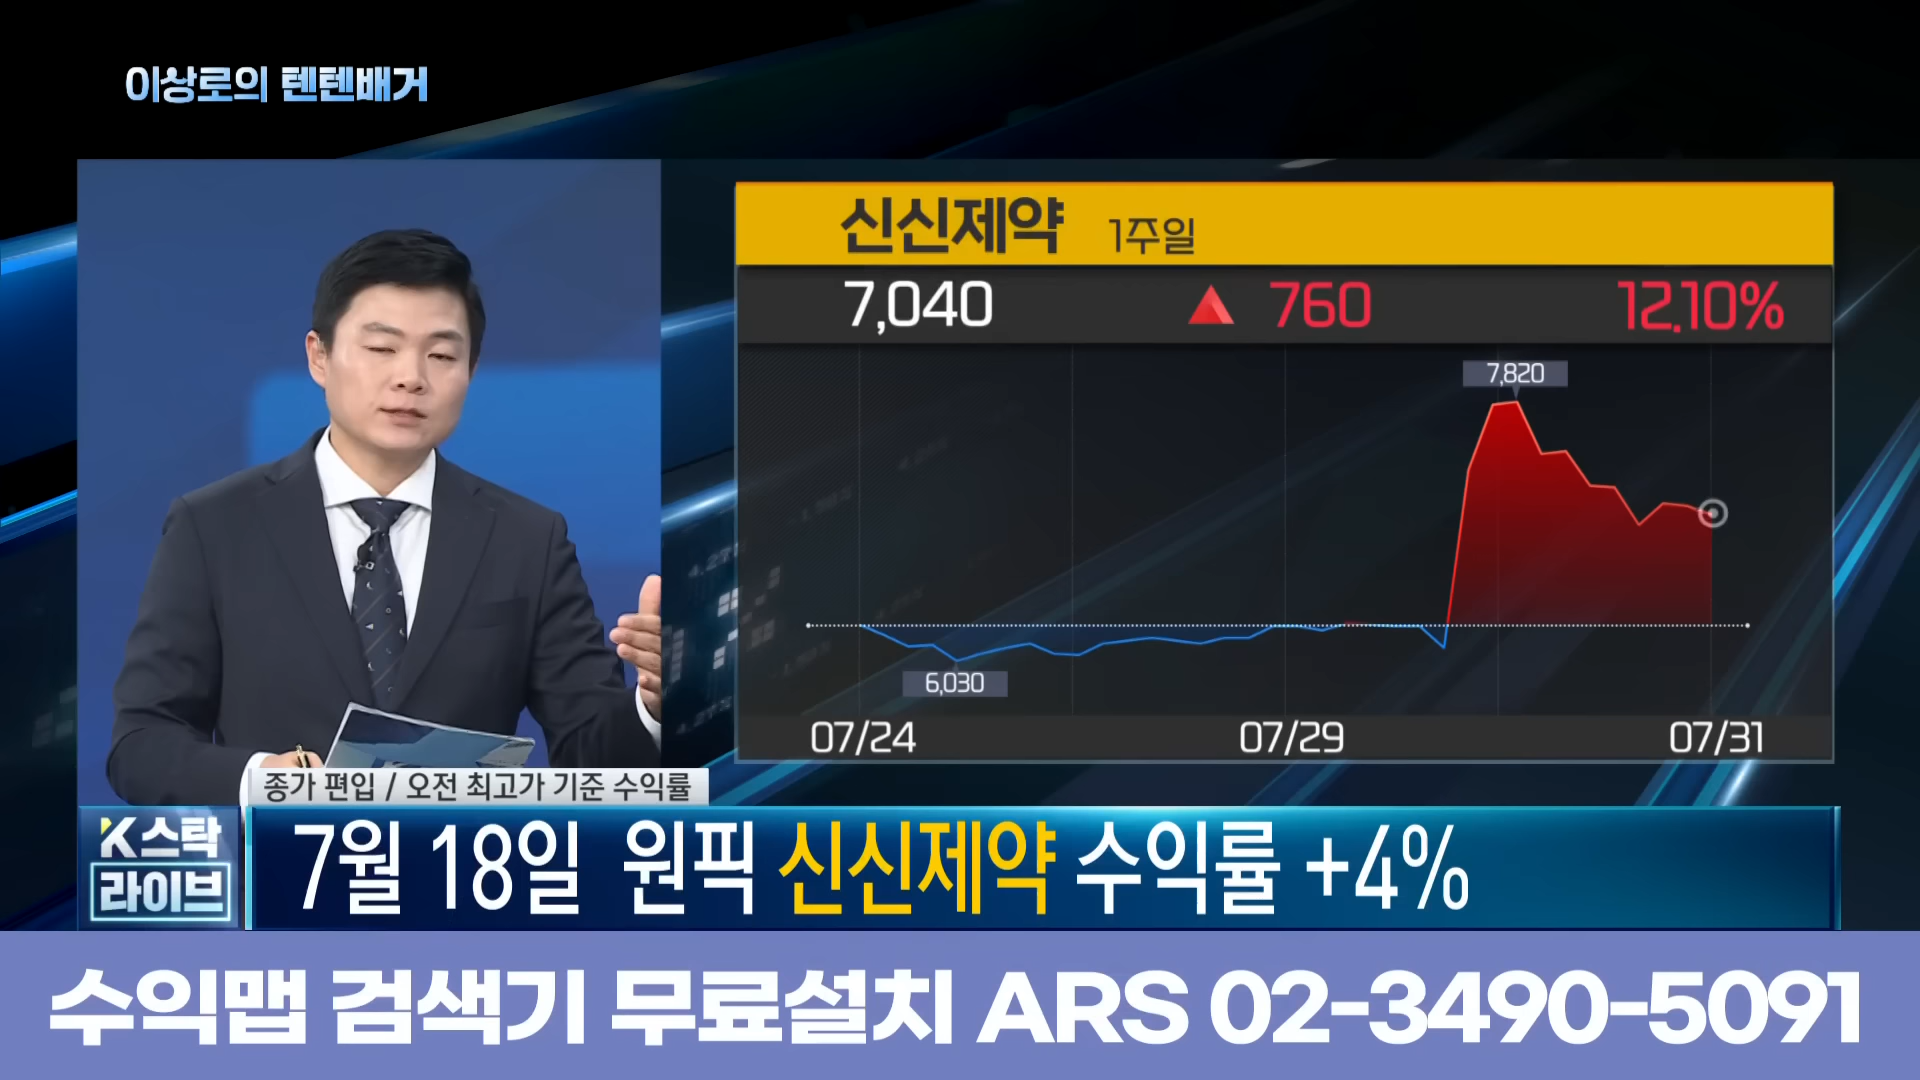 이상로의 텐텐배거
신신제약 1주일
7,040 ▲ 760 12.10%
7,820
6,030
07/24 07/29 07/31
종가 편입 / 오전 최고가 기준 수익률
K스탁
라이브
7월 18일 원픽 신신제약 수익률 +4%
수익맵 검색기 무료설치 ARS 02-3490-5091